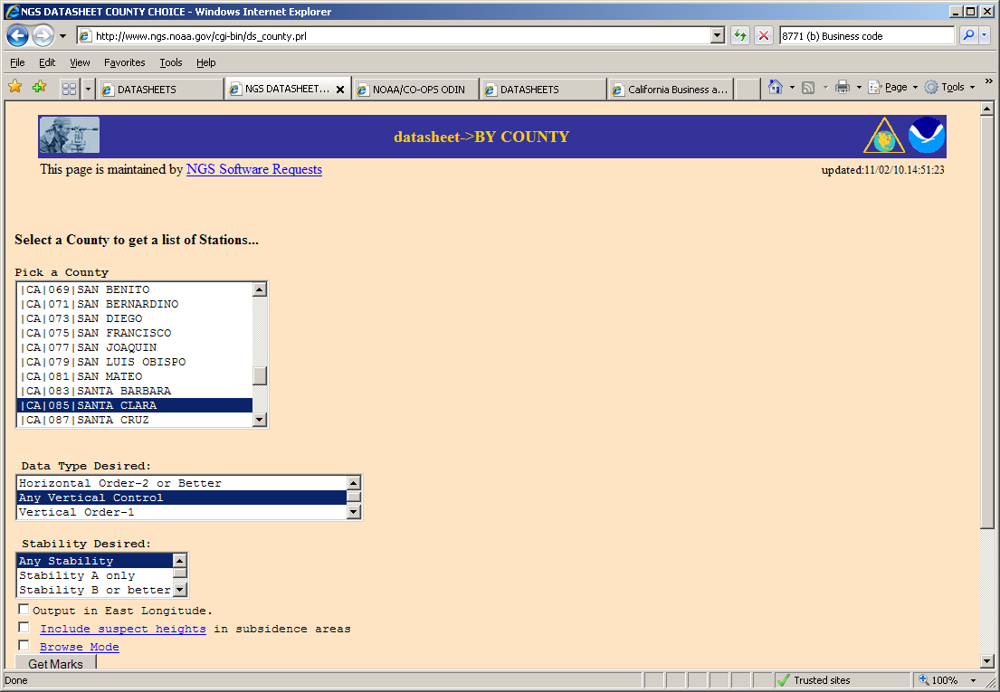 NGS DATASHEET COUNTY CHOICE - Windows Internet Explorer
http://www.ngs.noaa.gov/cgi-bin/ds_county.prl
8771 (b) Business code
File Edit View Favorites Tools Help
DATASHEETS NGS DATASHEET... NOAA/CO-OPS ODIN DATASHEETS California Business a... Page Tools »
datasheet->BY COUNTY
This page is maintained by NGS Software Requests updated:11/02/10.14:51:23
Select a County to get a list of Stations...
Pick a County
|CA|069|SAN BENITO
|CA|071|SAN BERNARDINO
|CA|073|SAN DIEGO
|CA|075|SAN FRANCISCO
|CA|077|SAN JOAQUIN
|CA|079|SAN LUIS OBISPO
|CA|081|SAN MATEO
|CA|083|SANTA BARBARA
|CA|085|SANTA CLARA
|CA|087|SANTA CRUZ
Data Type Desired:
Horizontal Order-2 or Better
Any Vertical Control
Vertical Order-1
Stability Desired:
Any Stability
Stability A only
Stability B or better
Output in East Longitude.
Include suspect heights in subsidence areas
Browse Mode
Get Marks
Done Trusted sites 100%